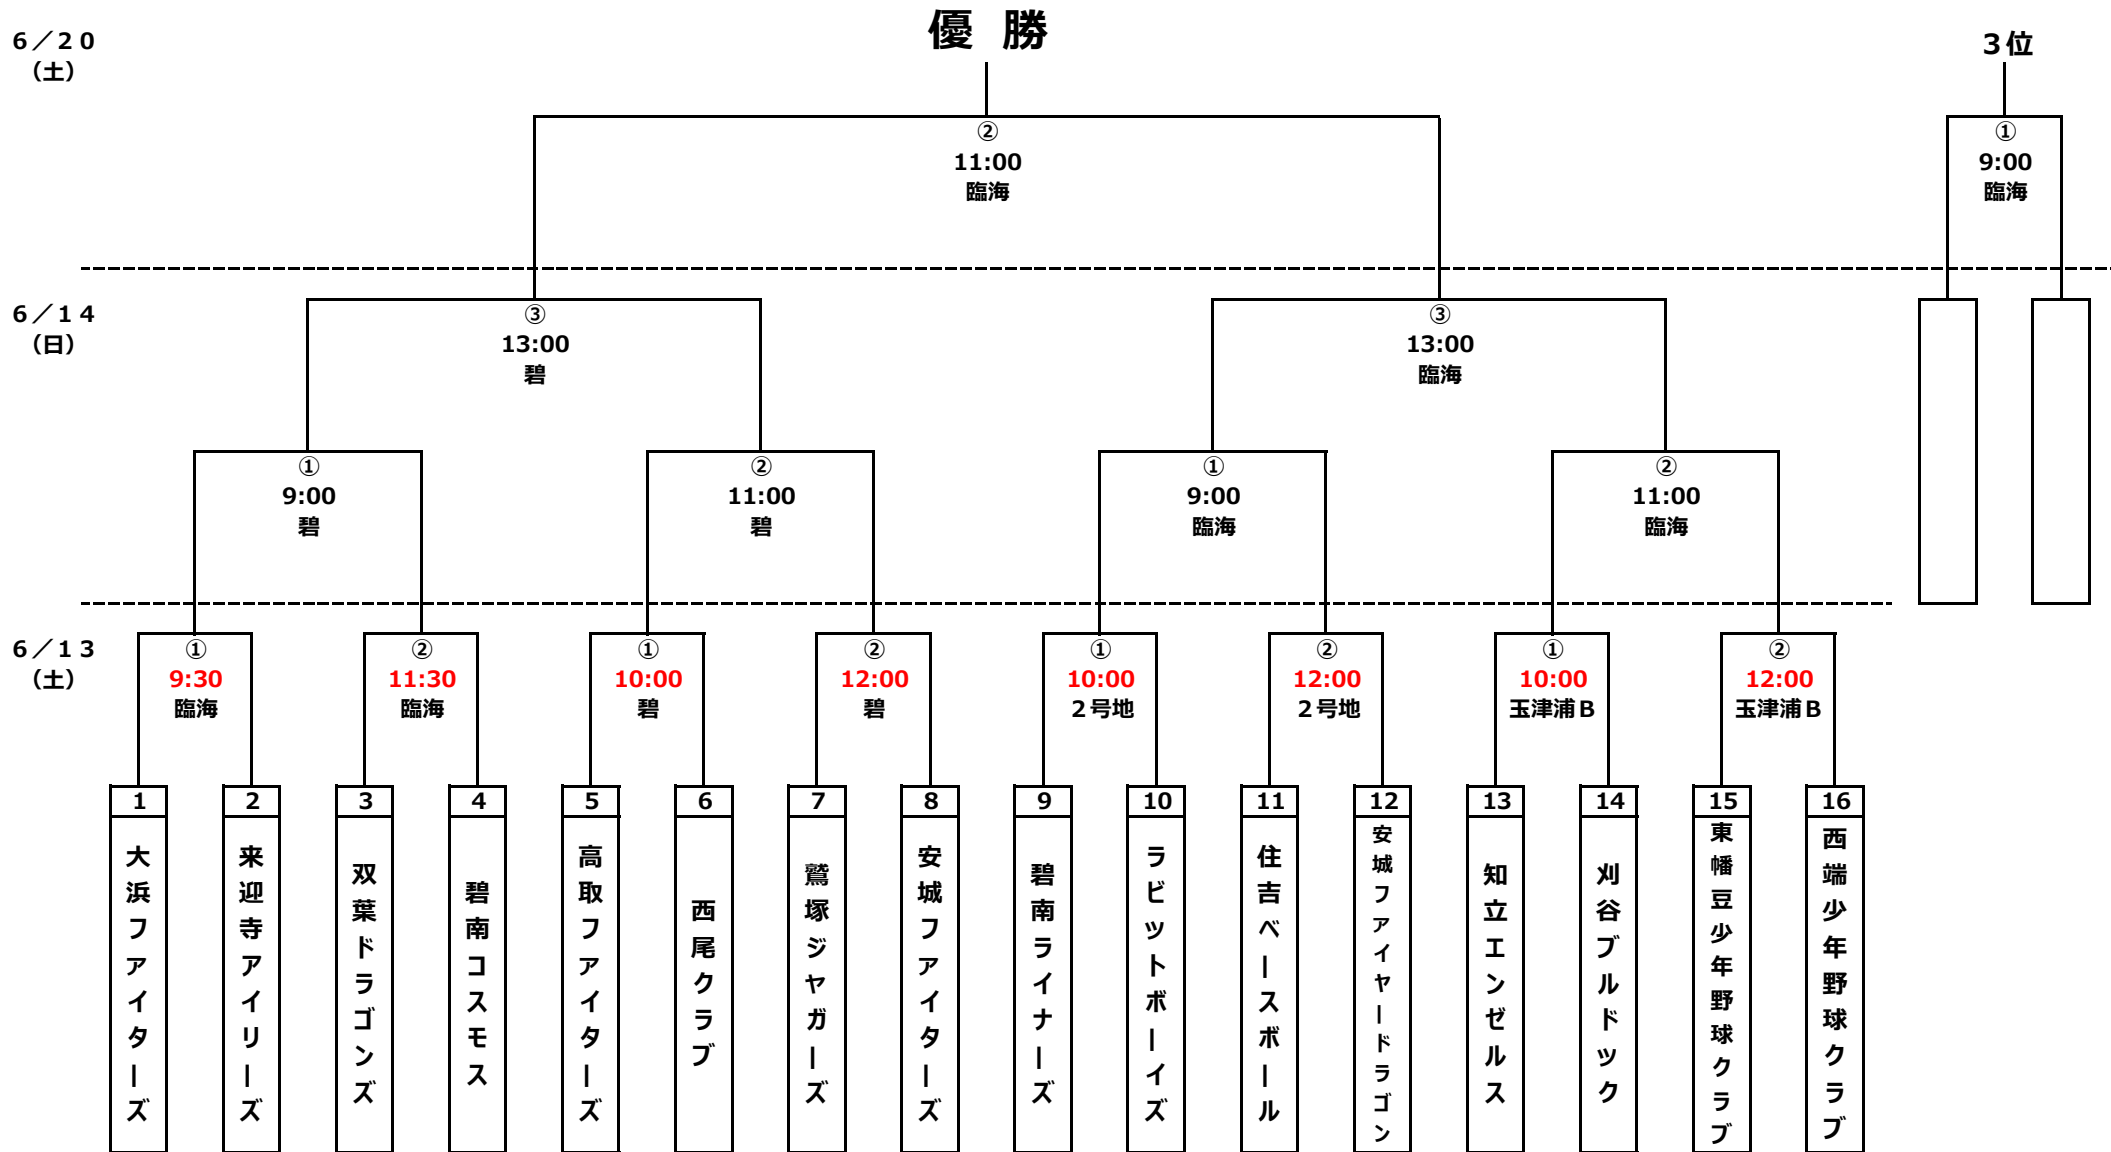 優 勝
6／２０
（土）
３位
②
11:00
臨海
①
9:00
臨海
6／１４
（日）
③
13:00
碧
③
13:00
臨海
①
9:00
碧
②
11:00
碧
①
9:00
臨海
②
11:00
臨海
6／１３
（土）
①
9:30
臨海
②
11:30
臨海
①
10:00
碧
②
12:00
碧
①
10:00
２号地
②
12:00
２号地
①
10:00
玉津浦Ｂ
②
12:00
玉津浦Ｂ
1
大浜ファイターズ
2
来迎寺アイリーズ
3
双葉ドラゴンズ
4
碧南コスモス
5
高取ファイターズ
6
西尾クラブ
7
鷲塚ジャガーズ
8
安城ファイターズ
9
碧南ライナーズ
10
ラビットボーイズ
11
住吉ベースボール
12
安城ファイヤードラゴン
13
知立エンゼルス
14
刈谷ブルドック
15
東幡豆少年野球クラブ
16
西端少年野球クラブ